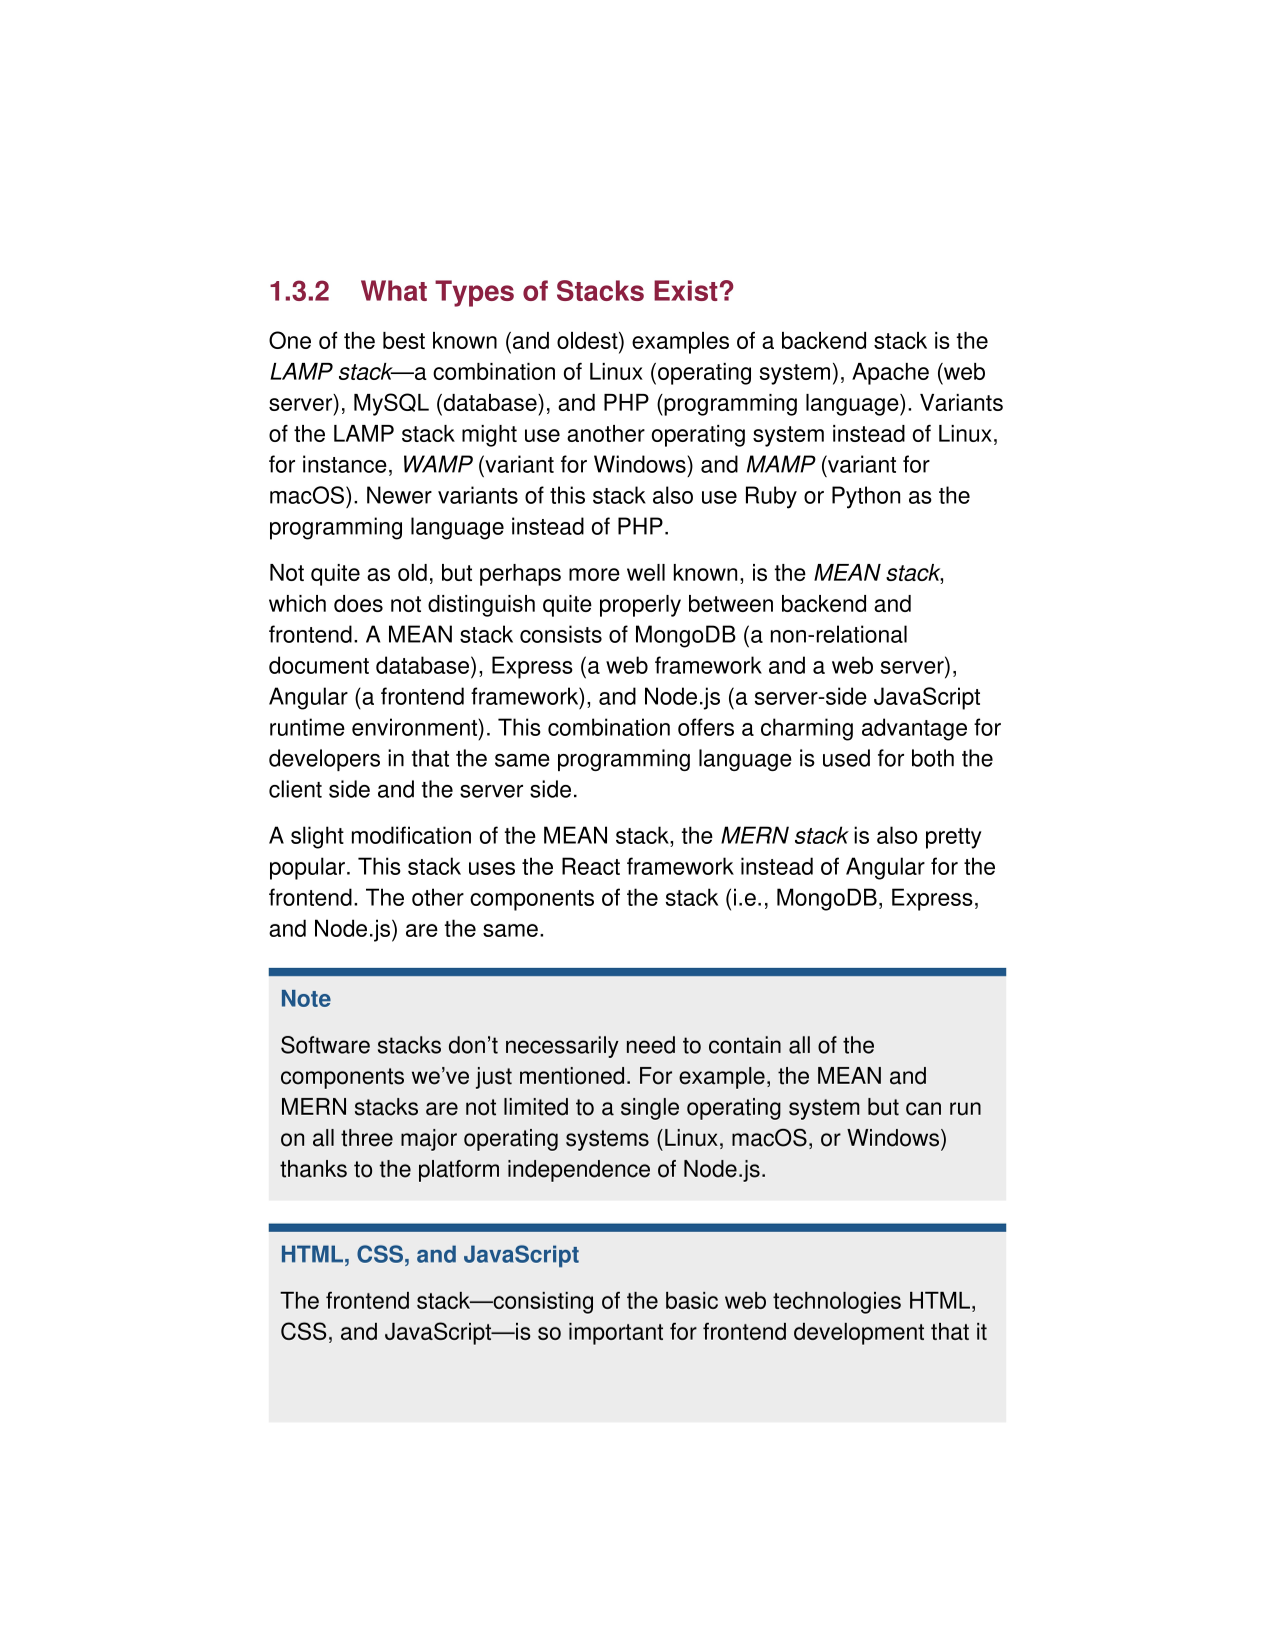 1.3.2 What Types of Stacks Exist?
One of the best known (and oldest) examples of a backend stack is the
LAMP stack—a combination of Linux (operating system), Apache (web
server), MySQL (database), and PHP (programming language). Variants
of the LAMP stack might use another operating system instead of Linux,
for instance, WAMP (variant for Windows) and MAMP (variant for
macOS). Newer variants of this stack also use Ruby or Python as the
programming language instead of PHP.
Not quite as old, but perhaps more well known, is the MEAN stack,
which does not distinguish quite properly between backend and
frontend. A MEAN stack consists of MongoDB (a non-relational
document database), Express (a web framework and a web server),
Angular (a frontend framework), and Node.js (a server-side JavaScript
runtime environment). This combination offers a charming advantage for
developers in that the same programming language is used for both the
client side and the server side.
A slight modification of the MEAN stack, the MERN stack is also pretty
popular. This stack uses the React framework instead of Angular for the
frontend. The other components of the stack (i.e., MongoDB, Express,
and Node.js) are the same.
Note
Software stacks don’t necessarily need to contain all of the
components we’ve just mentioned. For example, the MEAN and
MERN stacks are not limited to a single operating system but can run
on all three major operating systems (Linux, macOS, or Windows)
thanks to the platform independence of Node.js.
HTML, CSS, and JavaScript
The frontend stack—consisting of the basic web technologies HTML,
CSS, and JavaScript—is so important for frontend development that it